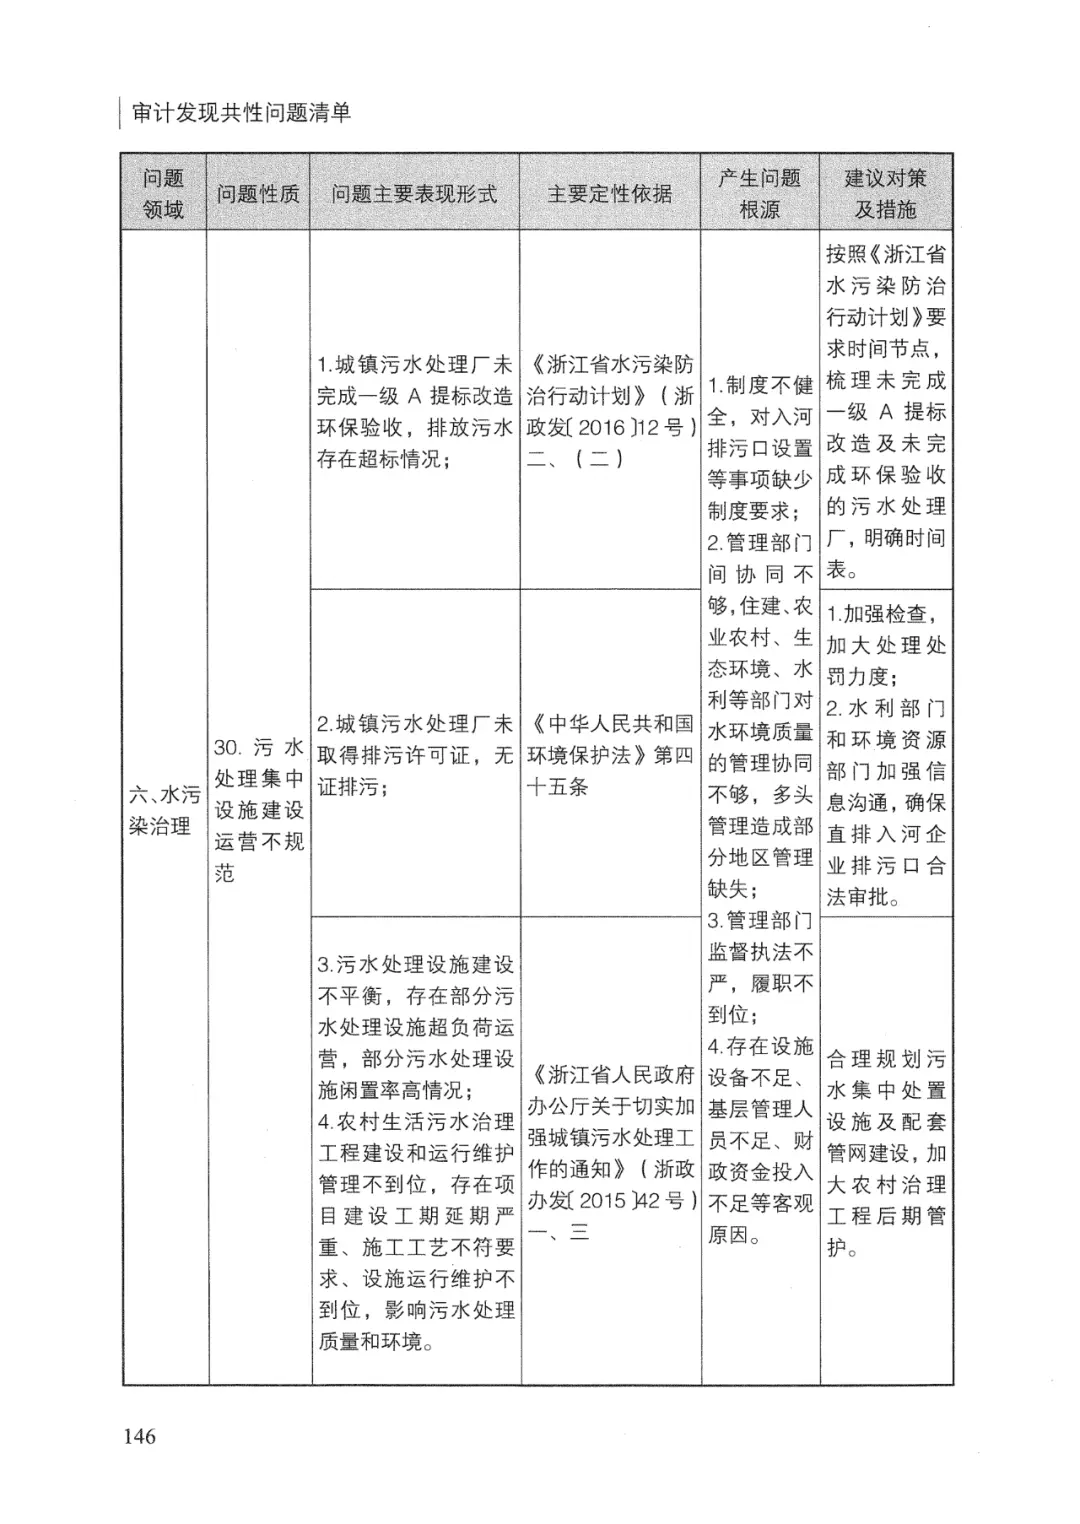 审计发现共性问题清单
问题
领域
问题性质
问题主要表现形式
主要定性依据
产生问题
根源
建议对策
及措施
六、水污
染治理
30. 污水
处理集中
设施建设
运营不规
范
1.城镇污水处理厂未
完成一级 A 提标改造
环保验收，排放污水
存在超标情况；
《浙江省水污染防
治行动计划》（浙
政发〔2016〕12号）
二、（二）
1.制度不健
全，对入河
排污口设置
等事项缺少
制度要求；
2.管理部门
间协同不
够，住建、农
业农村、生
态环境、水
利等部门对
水环境质量
的管理协同
不够，多头
管理造成部
分地区管理
缺失；
3.管理部门
监督执法不
严，履职不
到位；
4.存在设施
设备不足、
基层管理人
员不足、财
政资金投入
不足等客观
原因。
按照《浙江省
水污染防治
行动计划》要
求时间节点，
梳理未完成
一级 A 提标
改造及未完
成环保验收
的污水处理
厂，明确时间
表。
2.城镇污水处理厂未
取得排污许可证，无
证排污；
《中华人民共和国
环境保护法》第四
十五条
1.加强检查，
加大处理处
罚力度；
2.水利部门
和环境资源
部门加强信
息沟通，确保
直排入河企
业排污口合
法审批。
3.污水处理设施建设
不平衡，存在部分污
水处理设施超负荷运
营，部分污水处理设
施闲置率高情况；
4.农村生活污水治理
工程建设和运行维护
管理不到位，存在项
目建设工期延期严
重、施工工艺不符要
求、设施运行维护不
到位，影响污水处理
质量和环境。
《浙江省人民政府
办公厅关于切实加
强城镇污水处理工
作的通知》（浙政
办发〔2015〕42号）
一、三
合理规划污
水集中处置
设施及配套
管网建设，加
大农村治理
工程后期管
护。
146